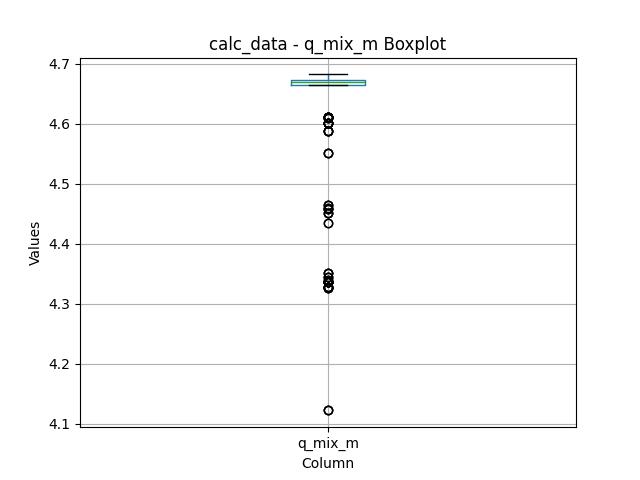 calc_data - q_mix_m Boxplot
4.7
4.6
4.5
4.4
4.3
4.2
4.1
Values
q_mix_m
Column